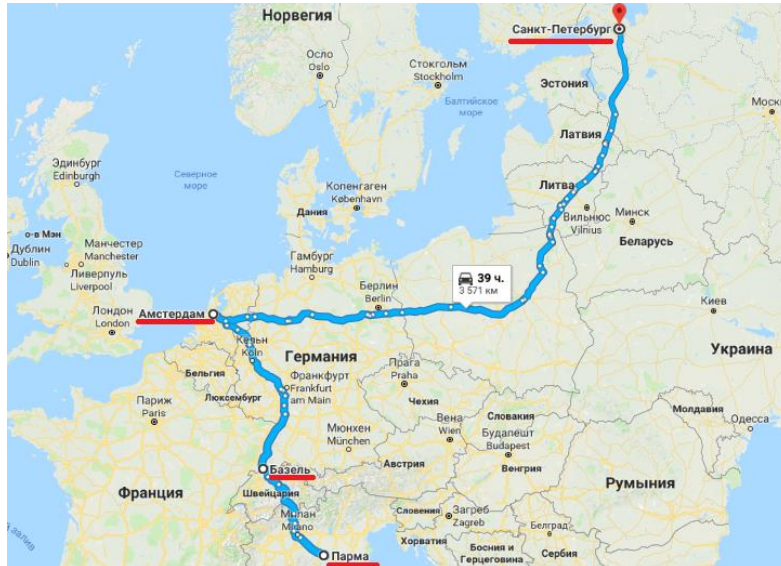 Норвегия
Санкт-Петербург
Осло
Oslo
Стокгольм
Stockholm
Эстония
Балтийское
море
Москва
Латвия
Эдинбург
Edinburgh
Северное
море
Литва
Копенгаген
København
Дания
Вильнюс
Vilnius
Минск
о-в Мэн
Беларусь
Дублин
Dublin
Манчестер
Manchester
Ливерпуль
Liverpool
Гамбург
Hamburg
39 ч.
3 571 км
Берлин
Berlin
Лондон
London
Амстердам
Киев
Кельн
Köln
Германия
Украина
Бельгия
Прага
Praha
Франкфурт
Frankfurt
am Main
Люксембург
Париж
Paris
Чехия
Словакия
Молдавия
Одесса
Мюнхен
München
Вена
Wien
Будапешт
Budapest
Базель
Австрия
Венгрия
Румыния
Франция
Швейцария
Милан
Milano
Словения
Загреб
Zagreb
Белград
Парма
Хорватия
Босния и
Герцеговина
Сербия